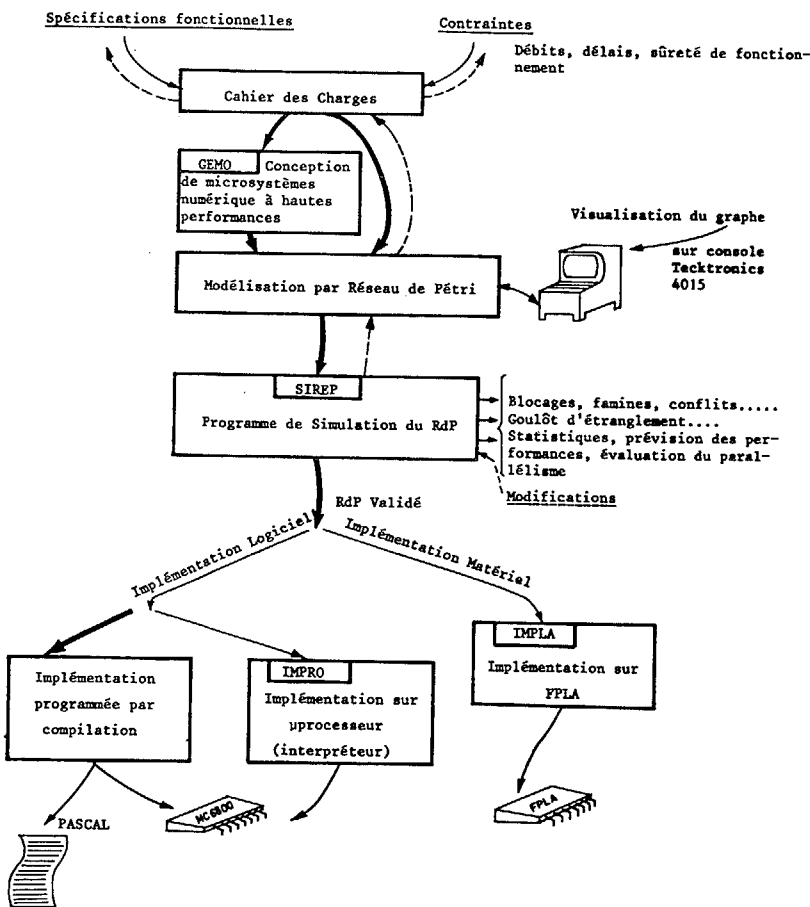 Spécifications fonctionnelles
Contraintes
Débits, délais, sûreté de fonction-
nement
Cahier des Charges
GEMO Conception
de microsystèmes
numérique à hautes
performances
Visualisation du graphe
sur console
Tecktronics
4015
Modélisation par Réseau de Pétri
SIREP
Programme de Simulation du RdP
Blocages, famines, conflits.....
Goulôt d'étranglement....
Statistiques, prévision des per-
formances, évaluation du paral-
lélisme
Modifications
RdP Validé
Implémentation Logiciel
Implémentation Matériel
Implémentation
programmée par
compilation
IMPRO
Implémentation sur
µprocesseur
(interpréteur)
IMPLA
Implémentation sur
FPLA
PASCAL
MC6800
FPLA